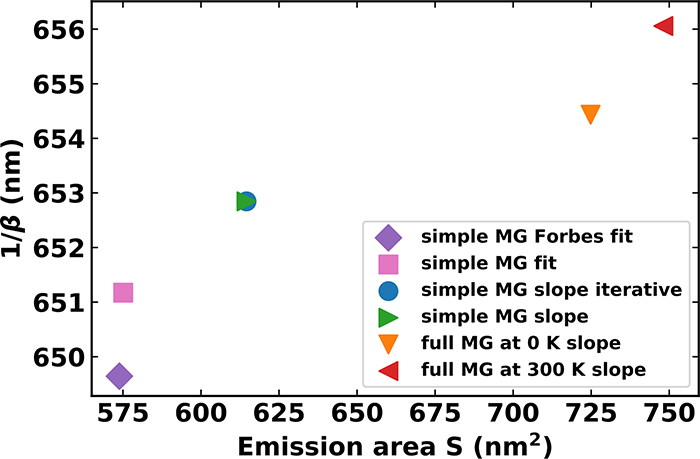 656
655
654
653
652
651
650
1/β (nm)
simple MG Forbes fit
simple MG fit
simple MG slope iterative
simple MG slope
full MG at 0 K slope
full MG at 300 K slope
575 600 625 650 675 700 725 750
Emission area S (nm²)